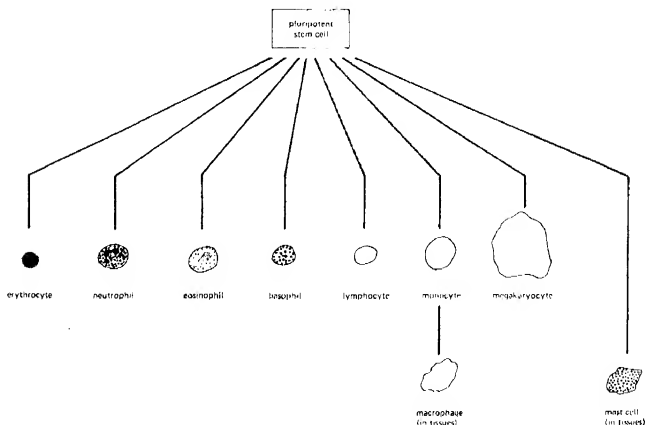 pluripotent
stem cell
erythrocyte
neutrophil
eosinophil
basophil
lymphocyte
monocyte
megakaryocyte
macrophage
(in tissues)
mast cell
(in tissues)